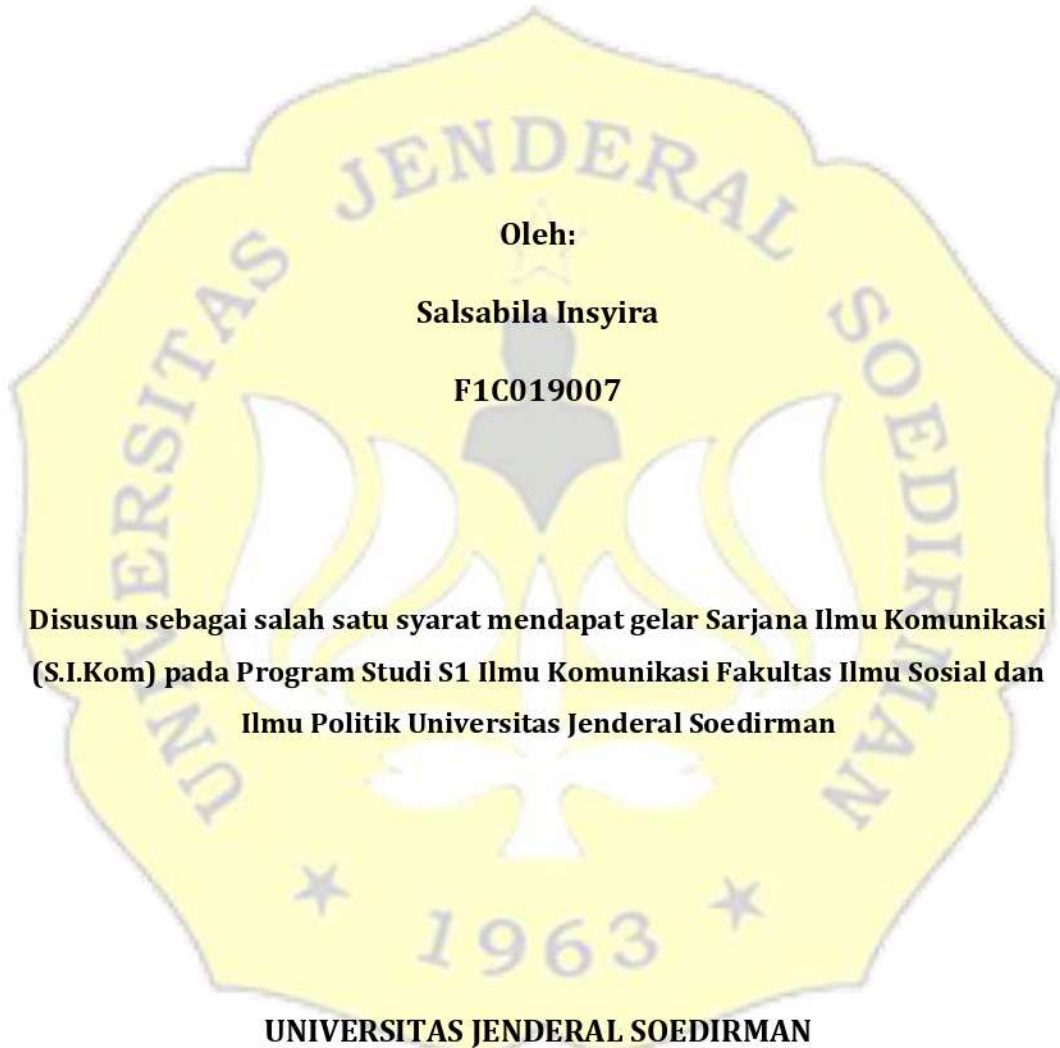 UNIVERSITAS JENDERAL SOEDIRMAN
Oleh:
Salsabila Insyira
F1C019007
Disusun sebagai salah satu syarat mendapat gelar Sarjana Ilmu Komunikasi
(S.I.Kom) pada Program Studi S1 Ilmu Komunikasi Fakultas Ilmu Sosial dan
Ilmu Politik Universitas Jenderal Soedirman
1963
UNIVERSITAS JENDERAL SOEDIRMAN